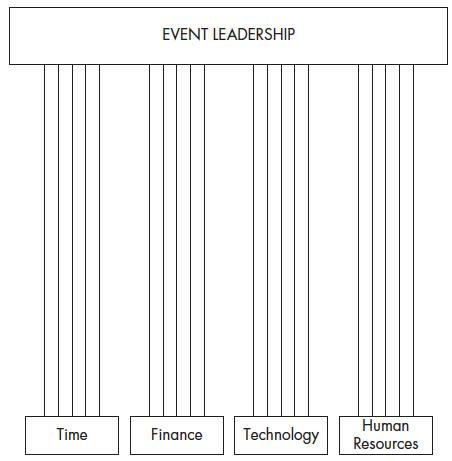 EVENT LEADERSHIP
Time
Finance
Technology
Human
Resources